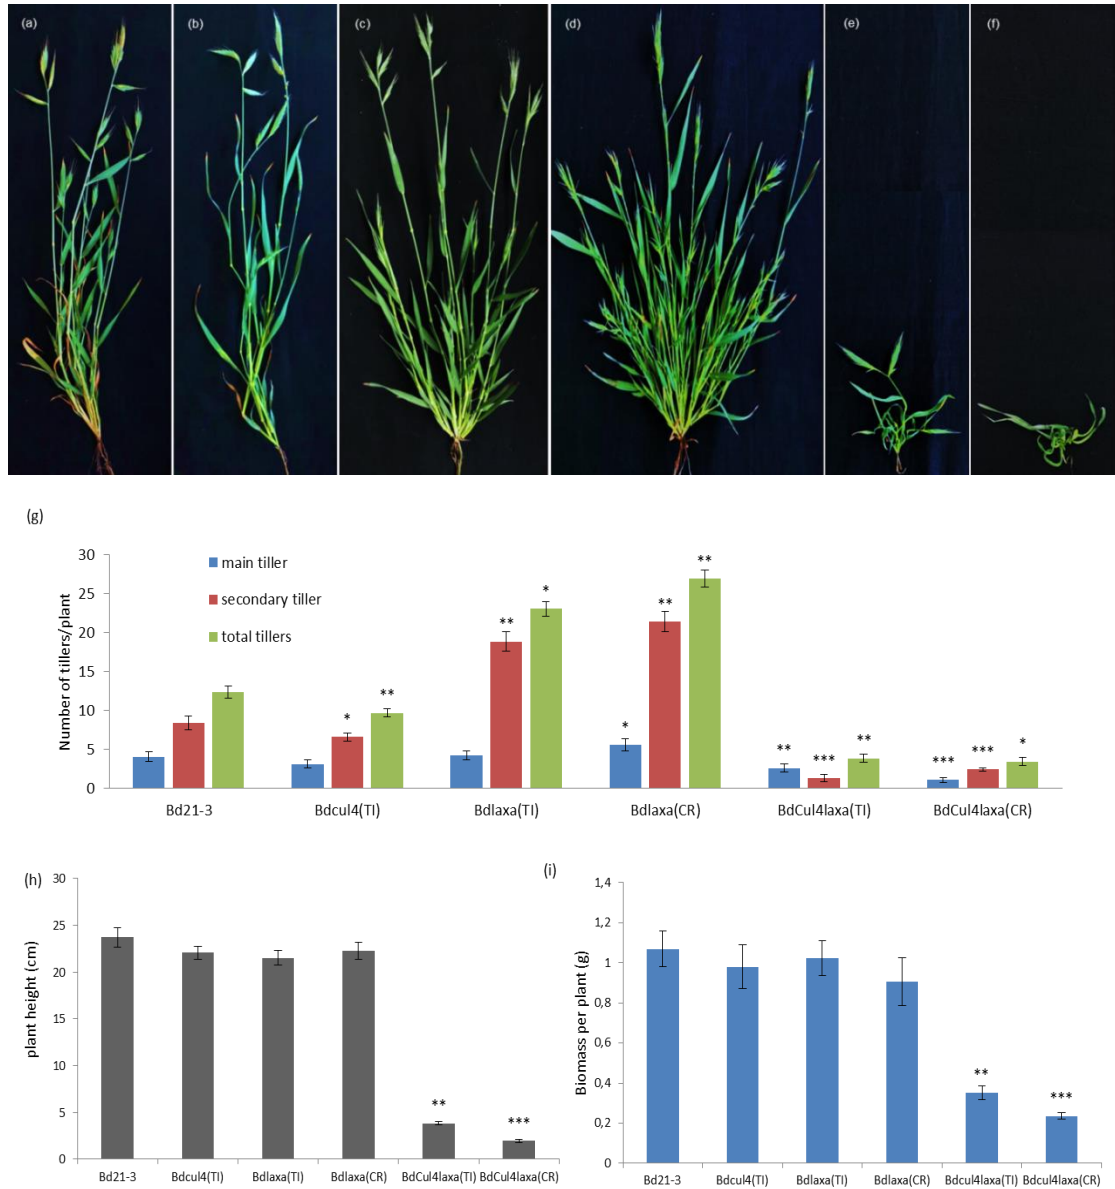 (a) (b) (c) (d) (e) (f)
(g)
30
25
20
15
10
5
0
Number of tillers/plant
main tiller
secondary tiller
total tillers
* ** ** * * ** ** ** *** ** *** *** *
Bd21-3 Bdcul4(TI) Bdlaxa(TI) Bdlaxa(CR) BdCul4laxa(TI) BdCul4laxa(CR)
(h)
30
25
20
15
10
5
0
plant height (cm)
** ***
Bd21-3 Bdcul4(TI) Bdlaxa(TI) Bdlaxa(CR) BdCul4laxa(TI) BdCul4laxa(CR)
(i)
1,4
1,2
1
0,8
0,6
0,4
0,2
0
Biomass per plant (g)
** ***
Bd21-3 Bdcul4(TI) Bdlaxa(TI) Bdlaxa(CR) Bdcul4laxa(TI) Bdcul4laxa(CR)